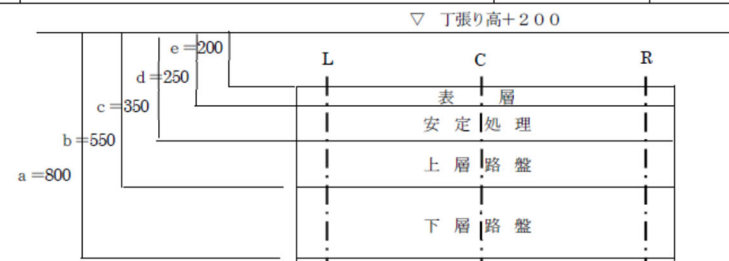 ▽ 丁張り高+200
e=200
L C R
d=250
表 層
c=350
安 定 処 理
b=550
上 層 路 盤
a=800
下 層 路 盤